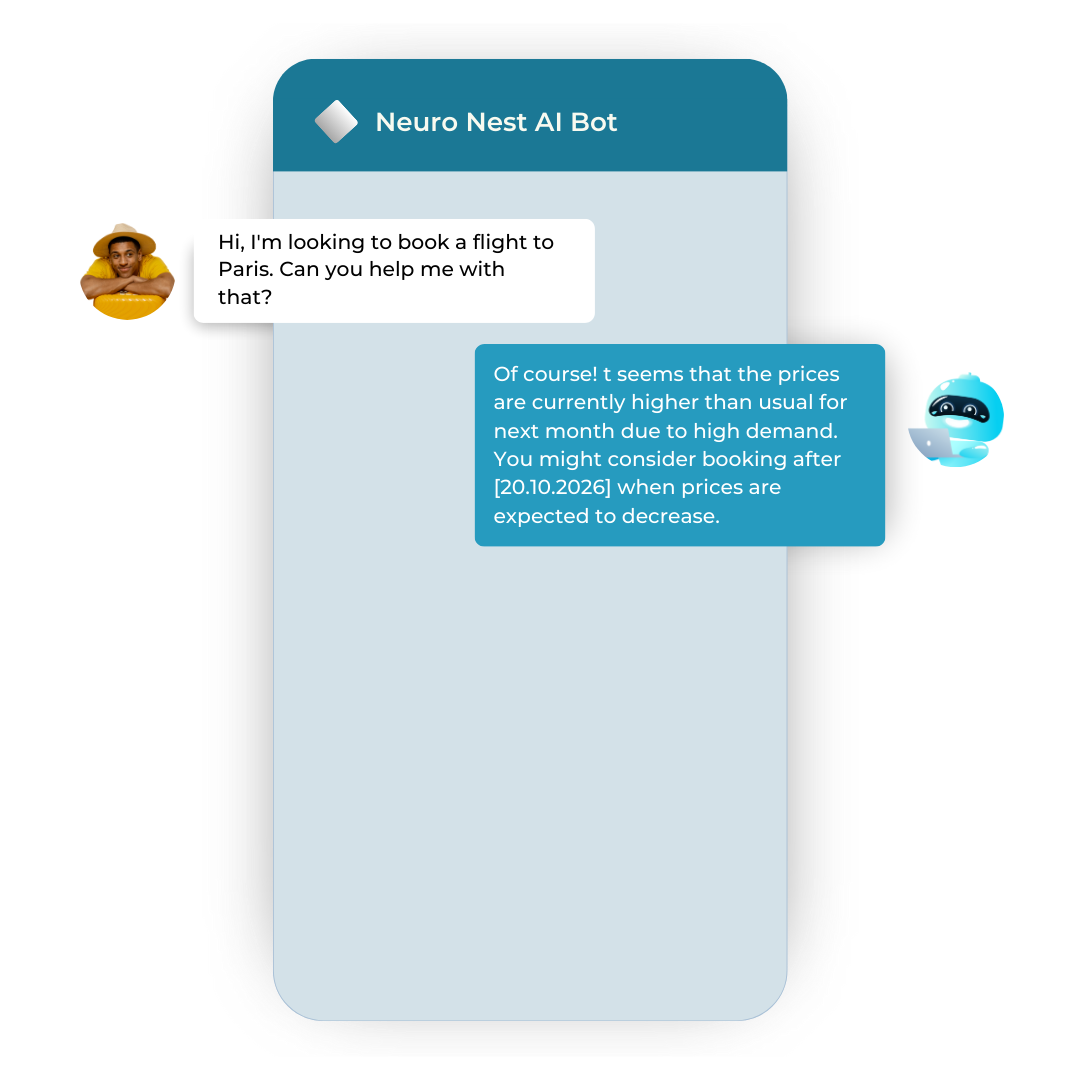 Neuro Nest AI Bot
Hi, I'm looking to book a flight to
Paris. Can you help me with
that?
Of course! t seems that the prices
are currently higher than usual for
next month due to high demand.
You might consider booking after
[20.10.2026] when prices are
expected to decrease.